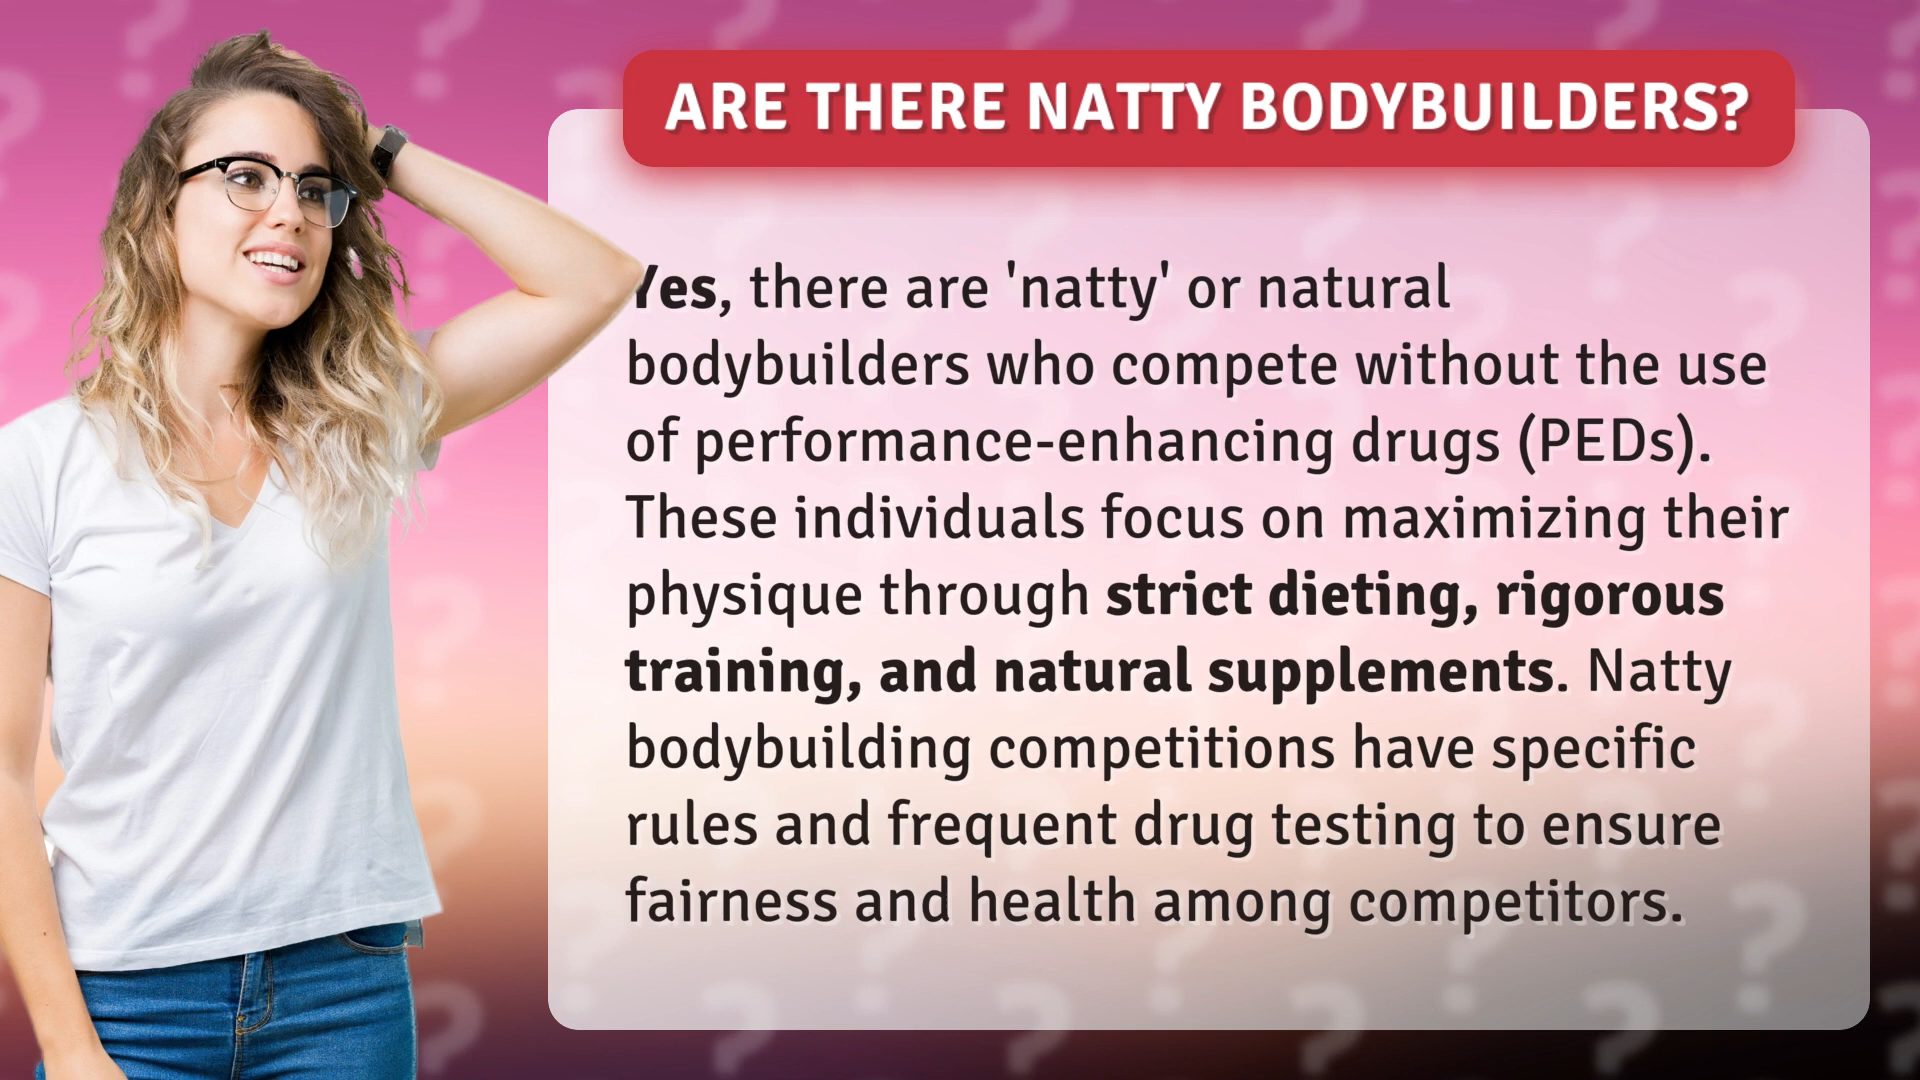 ARE THERE NATTY BODYBUILDERS?
Yes, there are 'natty' or natural
bodybuilders who compete without the use
of performance-enhancing drugs (PEDs).
These individuals focus on maximizing their
physique through strict dieting, rigorous
training, and natural supplements. Natty
bodybuilding competitions have specific
rules and frequent drug testing to ensure
fairness and health among competitors.